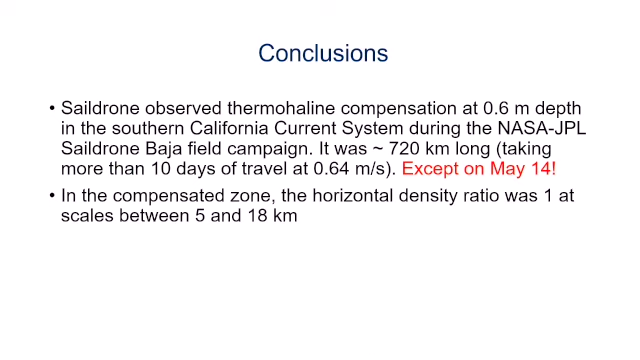 Conclusions
• Saildrone observed thermohaline compensation at 0.6 m depth
in the southern California Current System during the NASA-JPL
Saildrone Baja field campaign. It was ~ 720 km long (taking
more than 10 days of travel at 0.64 m/s). Except on May 14!
• In the compensated zone, the horizontal density ratio was 1 at
scales between 5 and 18 km